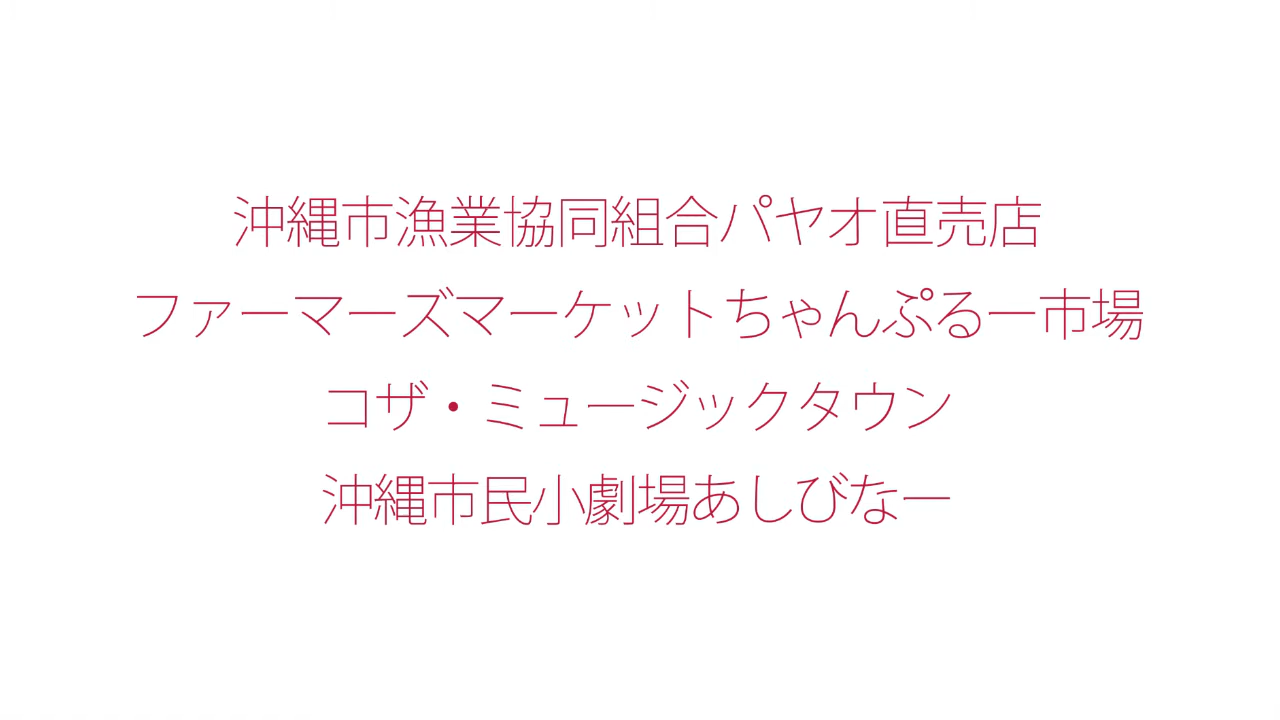 沖縄市漁業協同組合パヤオ直売店
ファーマーズマーケットちゃんぷるー市場
コザ・ミュージックタウン
沖縄市民小劇場あしびなー